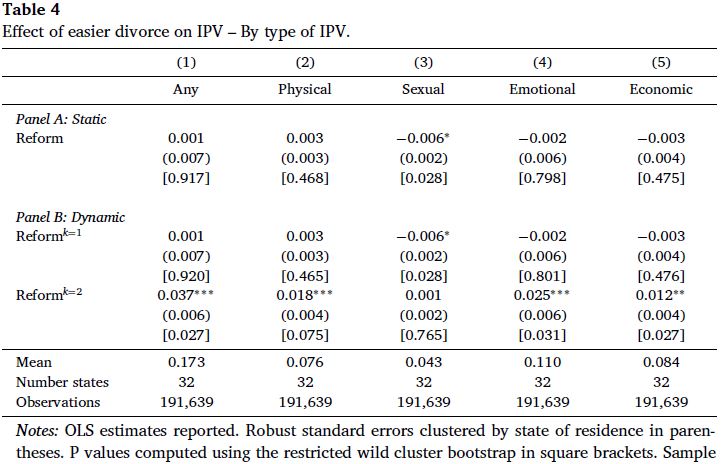 Table 4
Effect of easier divorce on IPV – By type of IPV.
(1) (2) (3) (4) (5)
Any Physical Sexual Emotional Economic
Panel A: Static
Reform 0.001 0.003 −0.006* −0.002 −0.003
(0.007) (0.003) (0.002) (0.006) (0.004)
[0.917] [0.468] [0.028] [0.798] [0.475]
Panel B: Dynamic
Reform^{k=1} 0.001 0.003 −0.006* −0.002 −0.003
(0.007) (0.003) (0.002) (0.006) (0.004)
[0.920] [0.465] [0.028] [0.801] [0.476]
Reform^{k=2} 0.037*** 0.018*** 0.001 0.025*** 0.012**
(0.006) (0.004) (0.002) (0.006) (0.004)
[0.027] [0.075] [0.765] [0.031] [0.027]
Mean 0.173 0.076 0.043 0.110 0.084
Number states 32 32 32 32 32
Observations 191,639 191,639 191,639 191,639 191,639
Notes: OLS estimates reported. Robust standard errors clustered by state of residence in paren-
theses. P values computed using the restricted wild cluster bootstrap in square brackets. Sample